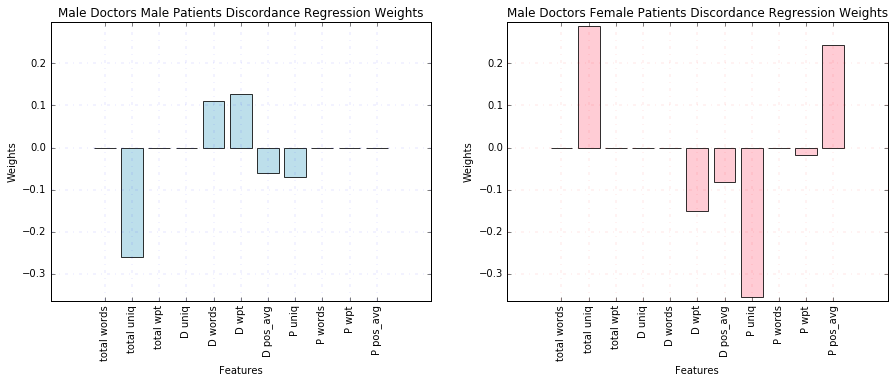 Male Doctors Male Patients Discordance Regression Weights
Weights
0.2
0.1
0.0
−0.1
−0.2
−0.3
total words
total uniq
total wpt
D uniq
D words
D wpt
D pos_avg
P uniq
P words
P wpt
P pos_avg
Features
Male Doctors Female Patients Discordance Regression Weights
Weights
0.2
0.1
0.0
−0.1
−0.2
−0.3
total words
total uniq
total wpt
D uniq
D words
D wpt
D pos_avg
P uniq
P words
P wpt
P pos_avg
Features